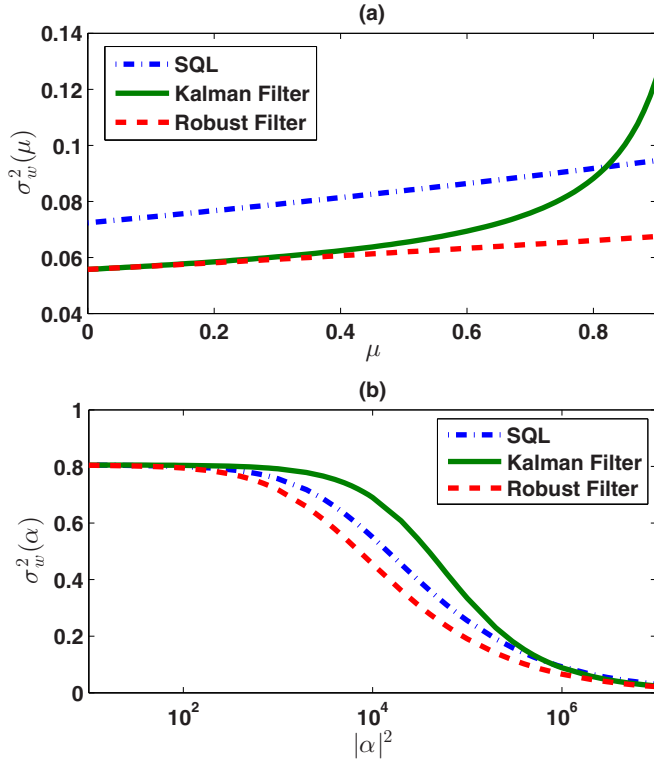 (a)
0.14
0.12
0.1
0.08
0.06
0.04
σ²_w(μ)
SQL
Kalman Filter
Robust Filter
0 0.2 0.4 0.6 0.8
μ
(b)
1
0.8
0.6
0.4
0.2
0
σ²_w(α)
SQL
Kalman Filter
Robust Filter
10² 10⁴ 10⁶
|α|²